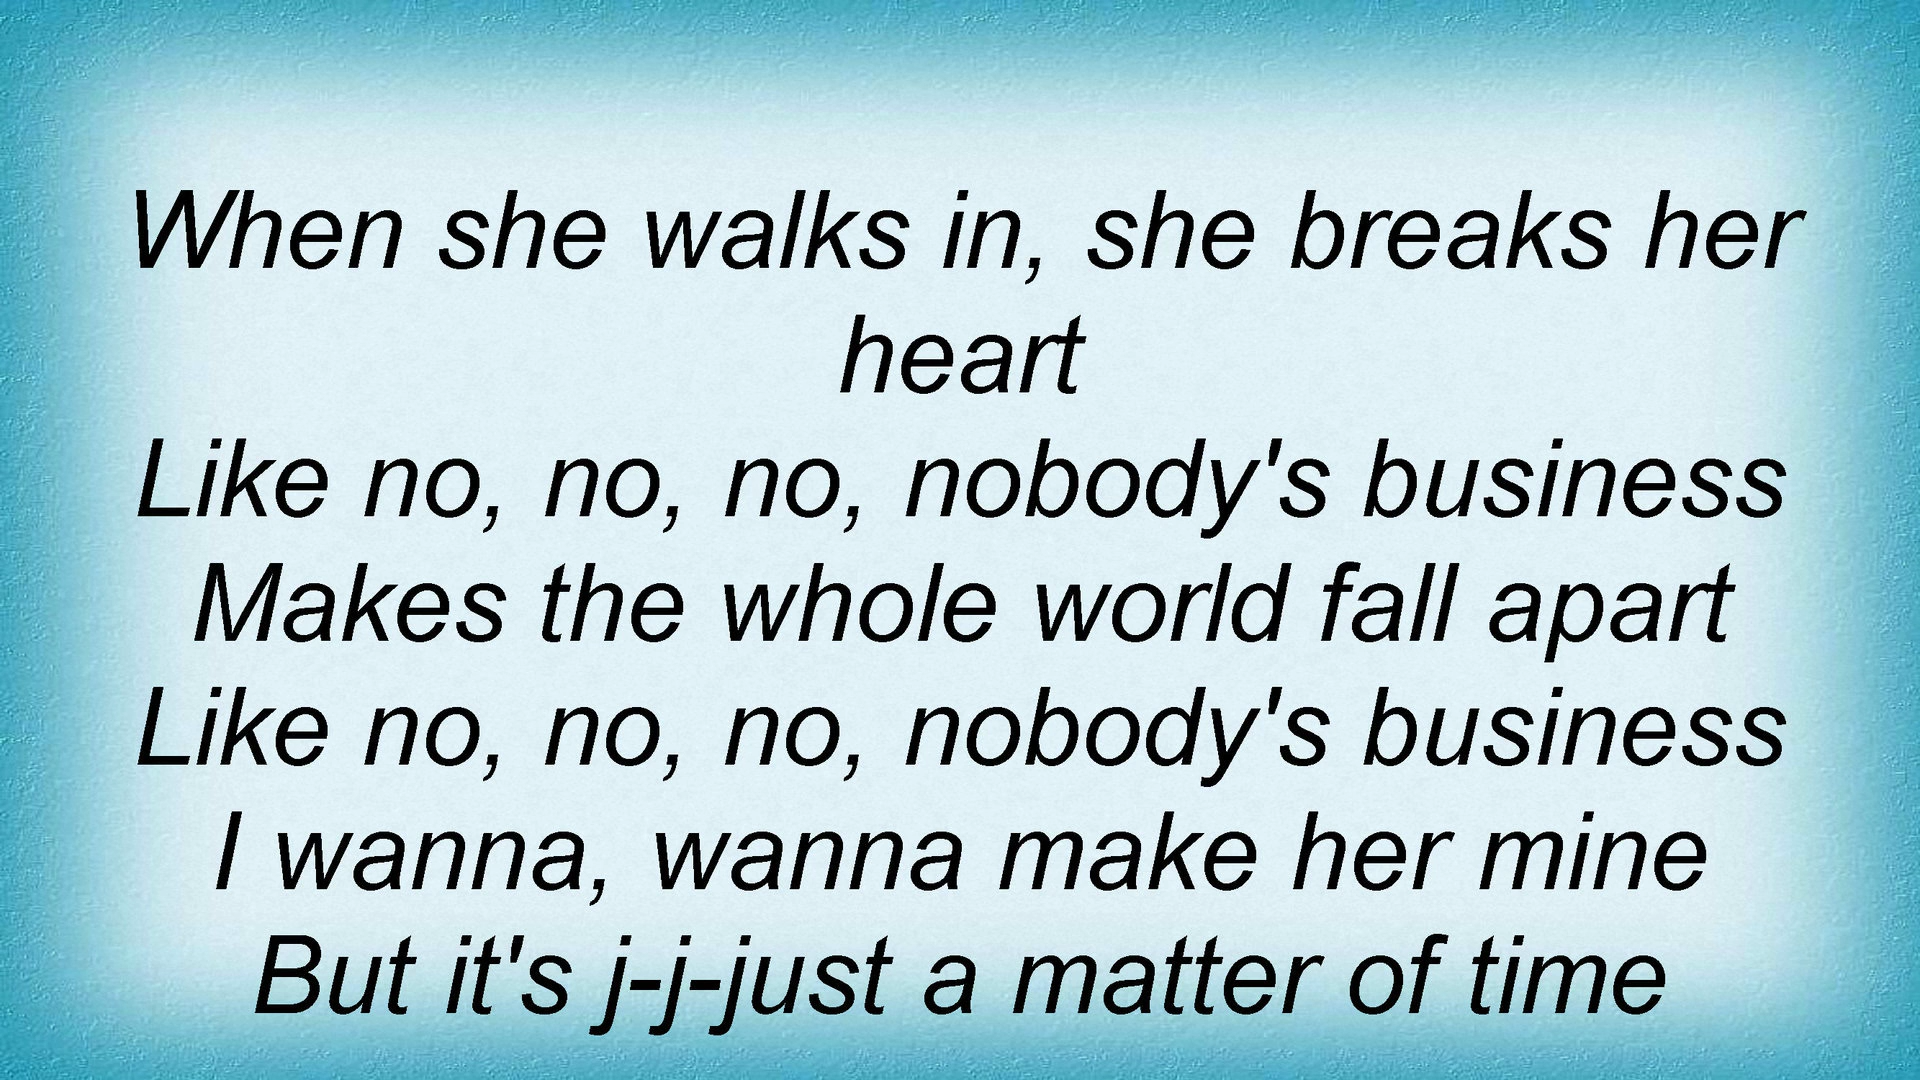 When she walks in, she breaks her
heart
Like no, no, no, nobody's business
Makes the whole world fall apart
Like no, no, no, nobody's business
I wanna, wanna make her mine
But it's j-j-just a matter of time